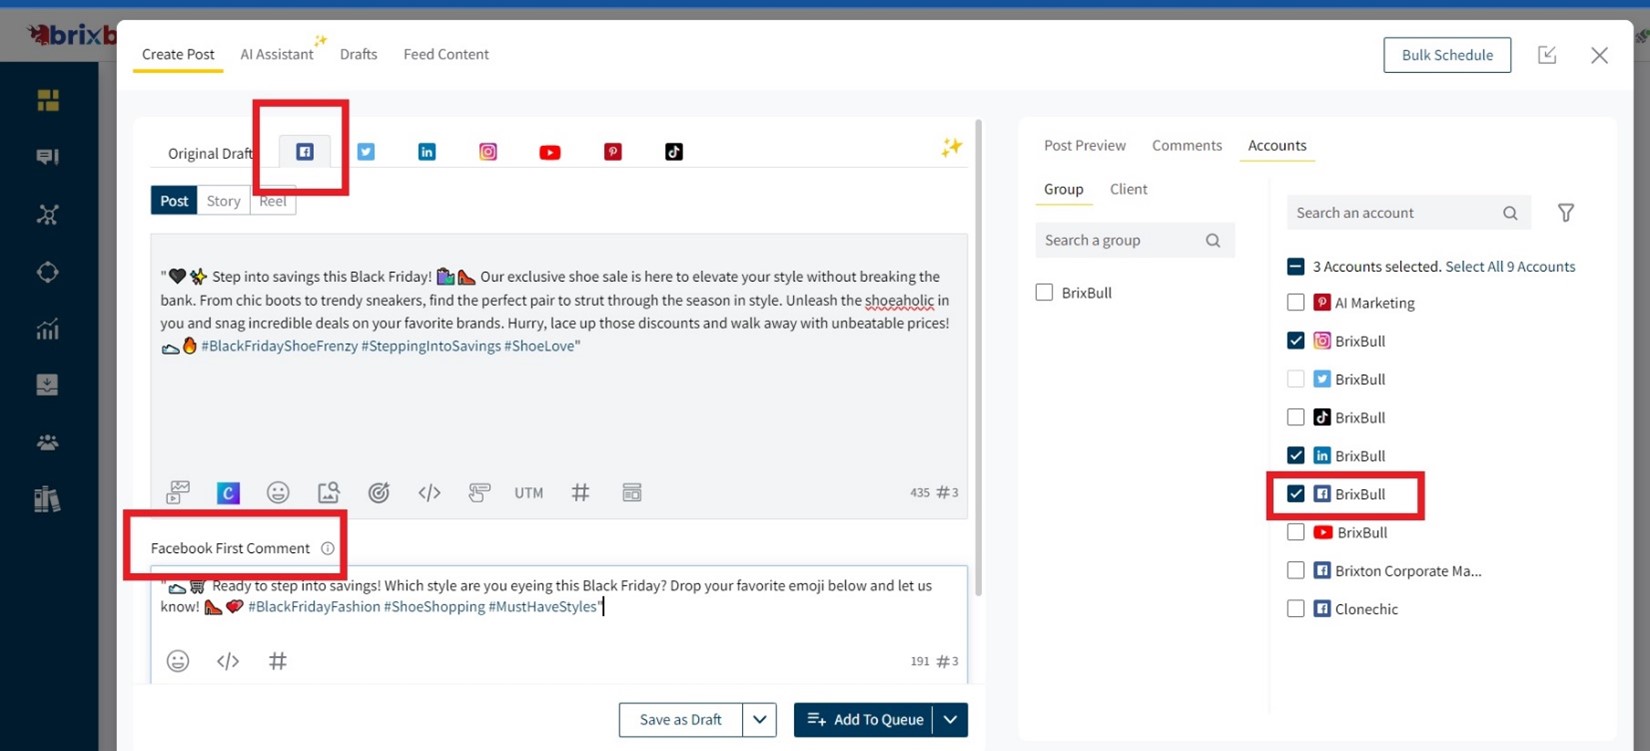 brixb
Create Post AI Assistant Drafts Feed Content
Bulk Schedule
Original Draft
Post Story Reel
"🖤✨ Step into savings this Black Friday! 🛍️👠 Our exclusive shoe sale is here to elevate your style without breaking the
bank. From chic boots to trendy sneakers, find the perfect pair to strut through the season in style. Unleash the shoeaholic in
you and snag incredible deals on your favorite brands. Hurry, lace up those discounts and walk away with unbeatable prices!
👟🔥 #BlackFridayShoeFrenzy #SteppingIntoSavings #ShoeLove"
UTM # 435 #3
Facebook First Comment
"👟🛒 Ready to step into savings! Which style are you eyeing this Black Friday? Drop your favorite emoji below and let us
know! 👠💖 #BlackFridayFashion #ShoeShopping #MustHaveStyles"
# 191 #3
Save as Draft Add To Queue
Post Preview Comments Accounts
Group Client
Search a group
BrixBull
Search an account
3 Accounts selected. Select All 9 Accounts
AI Marketing
BrixBull
BrixBull
BrixBull
BrixBull
BrixBull
BrixBull
Brixton Corporate Ma...
Clonechic